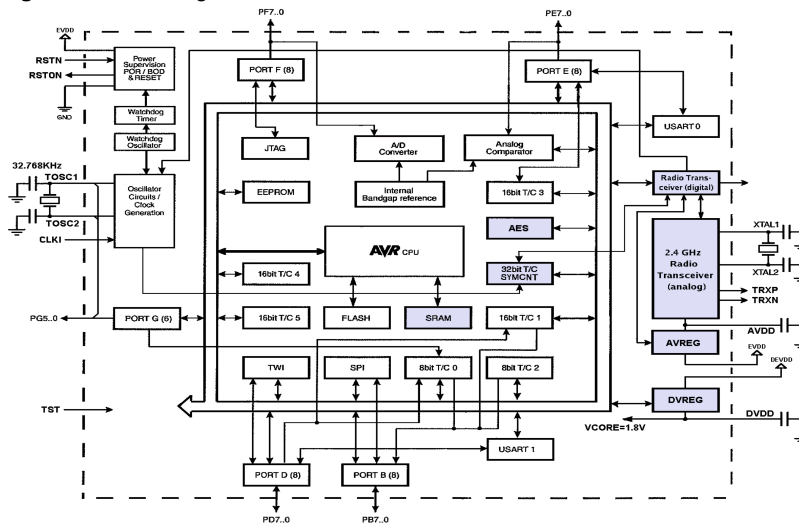 PF7..0
PE7..0
EVDD
RSTN
RSTON
GND
Power
Supervision
POR / BOD
& RESET
Watchdog
Timer
Watchdog
Oscillator
32.768KHz
TOSC1
TOSC2
CLKI
Oscillator
Circuits /
Clock
Generation
PORT F (8)
PORT E (8)
USART 0
JTAG
A/D
Converter
Analog
Comparator
EEPROM
Internal
Bandgap reference
16bit T/C 3
Radio Trans-
ceiver (digital)
AES
AVR CPU
32bit T/C
SYMCNT
2.4 GHz
Radio
Transceiver
(analog)
XTAL1
XTAL2
TRXP
TRXN
16bit T/C 4
PG5..0
PORT G (6)
16bit T/C 5
FLASH
SRAM
16bit T/C 1
AVDD
AVREG
EVDD
DEVDD
TWI
SPI
8bit T/C 0
8bit T/C 2
DVREG
TST
DVDD
VCORE=1.8V
USART 1
PORT D (8)
PORT B (8)
PD7..0
PB7..0